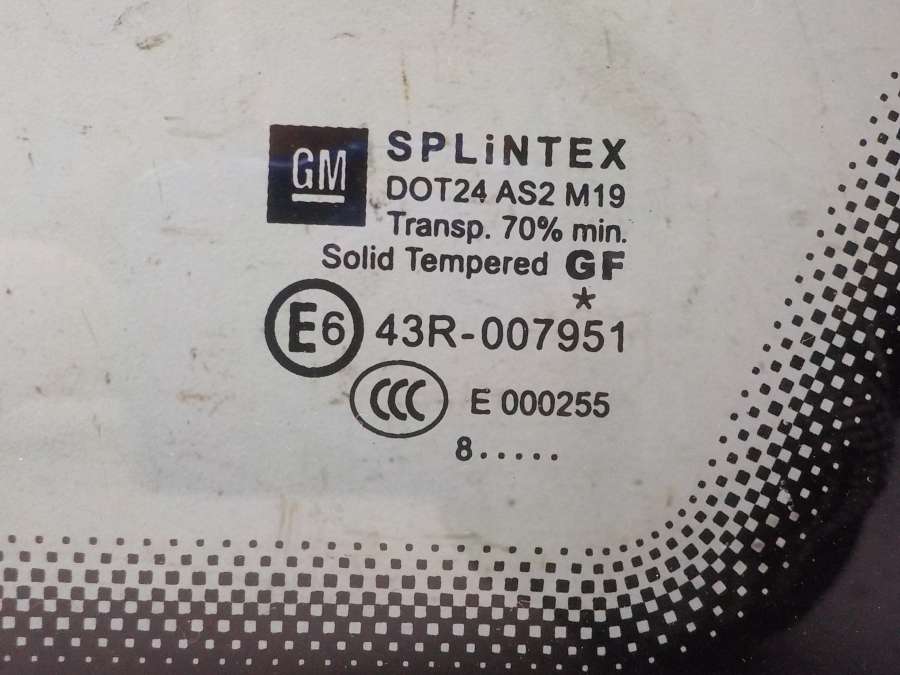 GM
SPLiNTEX
DOT24 AS2 M19
Transp. 70% min.
Solid Tempered GF
*
E6 43R-007951
CCC E 000255
8.....